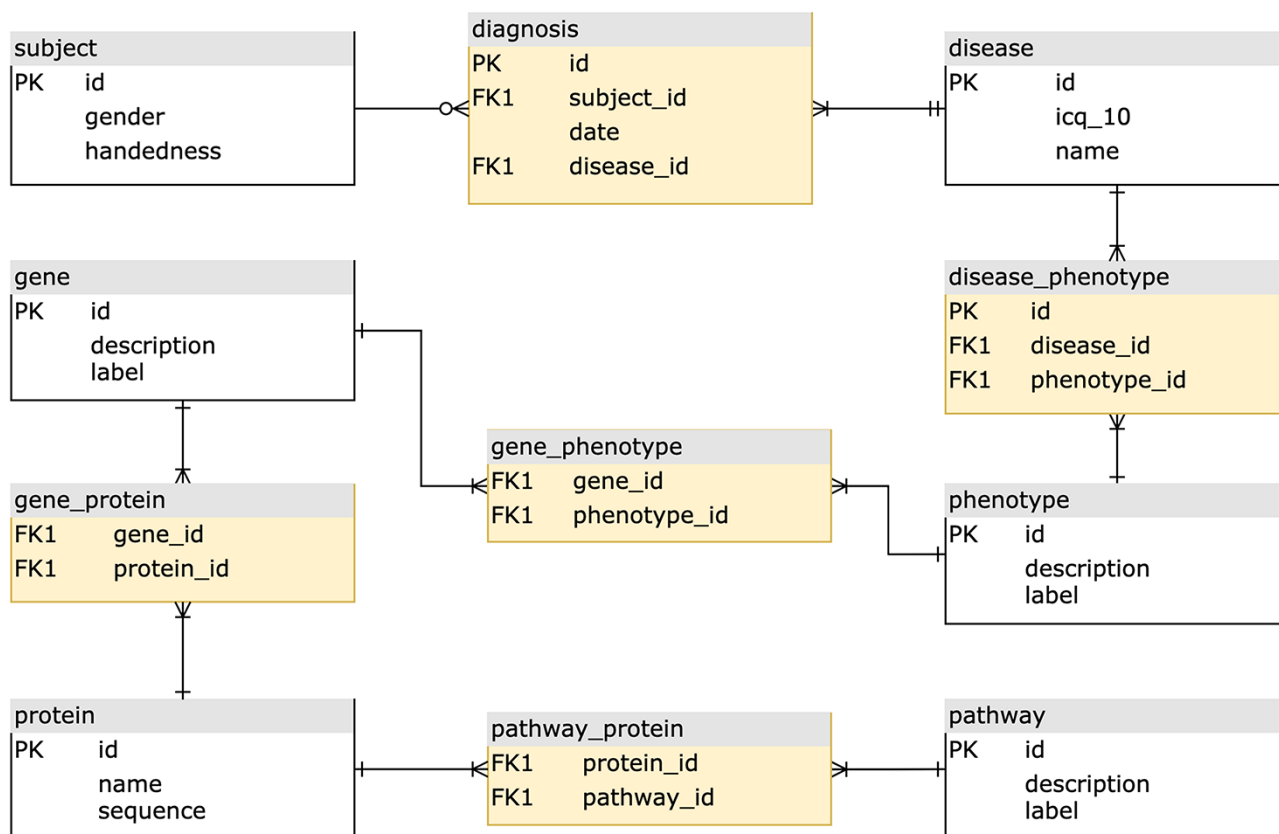 subject
PK id
gender
handedness
diagnosis
PK id
FK1 subject_id
date
FK1 disease_id
disease
PK id
icq_10
name
gene
PK id
description
label
disease_phenotype
PK id
FK1 disease_id
FK1 phenotype_id
gene_phenotype
FK1 gene_id
FK1 phenotype_id
gene_protein
FK1 gene_id
FK1 protein_id
phenotype
PK id
description
label
protein
PK id
name
sequence
pathway_protein
FK1 protein_id
FK1 pathway_id
pathway
PK id
description
label